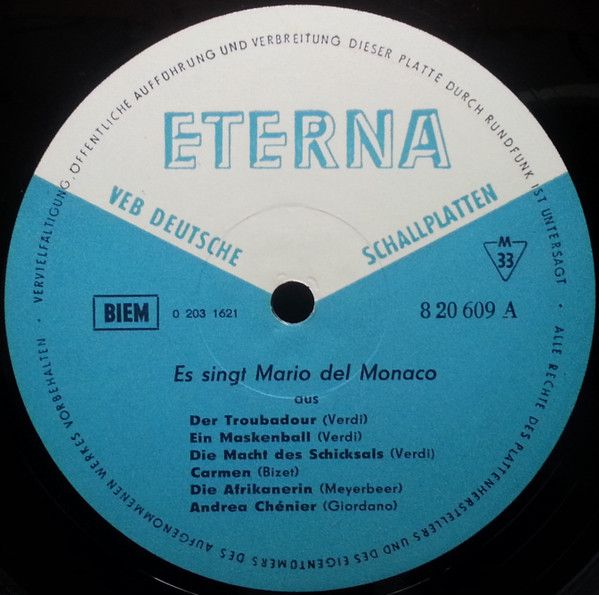 ETERNA
VEB DEUTSCHE SCHALLPLATTEN
M
33
BIEM
0 203 1621
8 20 609 A
Es singt Mario del Monaco
aus
Der Troubadour (Verdi)
Ein Maskenball (Verdi)
Die Macht des Schicksals (Verdi)
Carmen (Bizet)
Die Afrikanerin (Meyerbeer)
Andrea Chénier (Giordano)
· ALLE RECHTE DES PLATTENHERSTELLERS UND DES EIGENTÜMERS DES AUFGENOMMENEN WERKES VORBEHALTEN · VERVIELFÄLTIGUNG, ÖFFENTLICHE AUFFÜHRUNG UND VERBREITUNG DIESER PLATTE DURCH RUNDFUNK IST UNTERSAGT